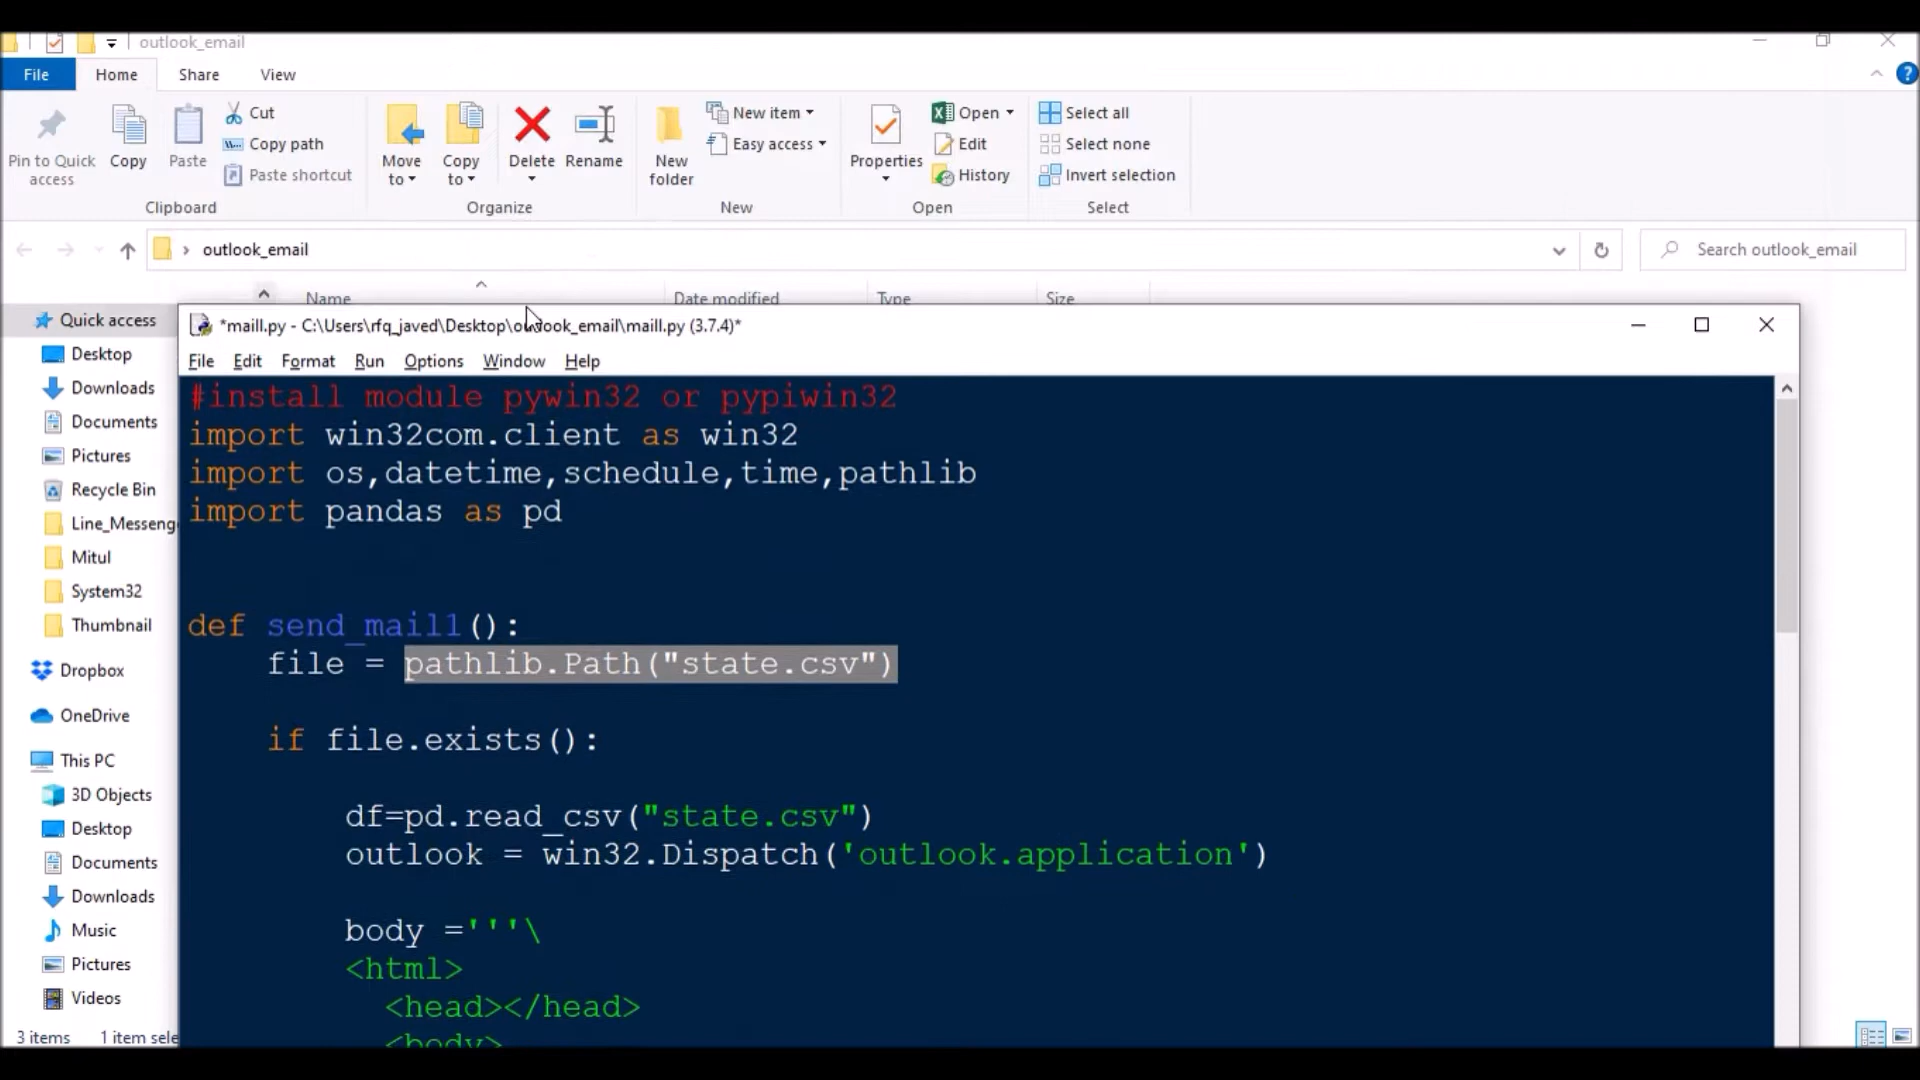 outlook_email
File Home Share View
Pin to Quick access
Copy
Paste
Cut
Copy path
Paste shortcut
Clipboard
Move to
Copy to
Delete
Rename
Organize
New folder
New item
Easy access
New
Properties
Open
Edit
History
Open
Select all
Select none
Invert selection
Select
outlook_email
Search outlook_email
Name Date modified Type Size
Quick access
Desktop
Downloads
Documents
Pictures
Recycle Bin
Line_Messeng
Mitul
System32
Thumbnail
Dropbox
OneDrive
This PC
3D Objects
Desktop
Documents
Downloads
Music
Pictures
Videos
3 items 1 item sele
*maill.py - C:\Users\rfq_javed\Desktop\outlook_email\maill.py (3.7.4)*
File Edit Format Run Options Window Help
#install module pywin32 or pypiwin32
import win32com.client as win32
import os,datetime,schedule,time,pathlib
import pandas as pd
def send_mail1():
file = pathlib.Path("state.csv")
if file.exists():
df=pd.read_csv("state.csv")
outlook = win32.Dispatch('outlook.application')
body ='''\
<html>
<head></head>
<body>